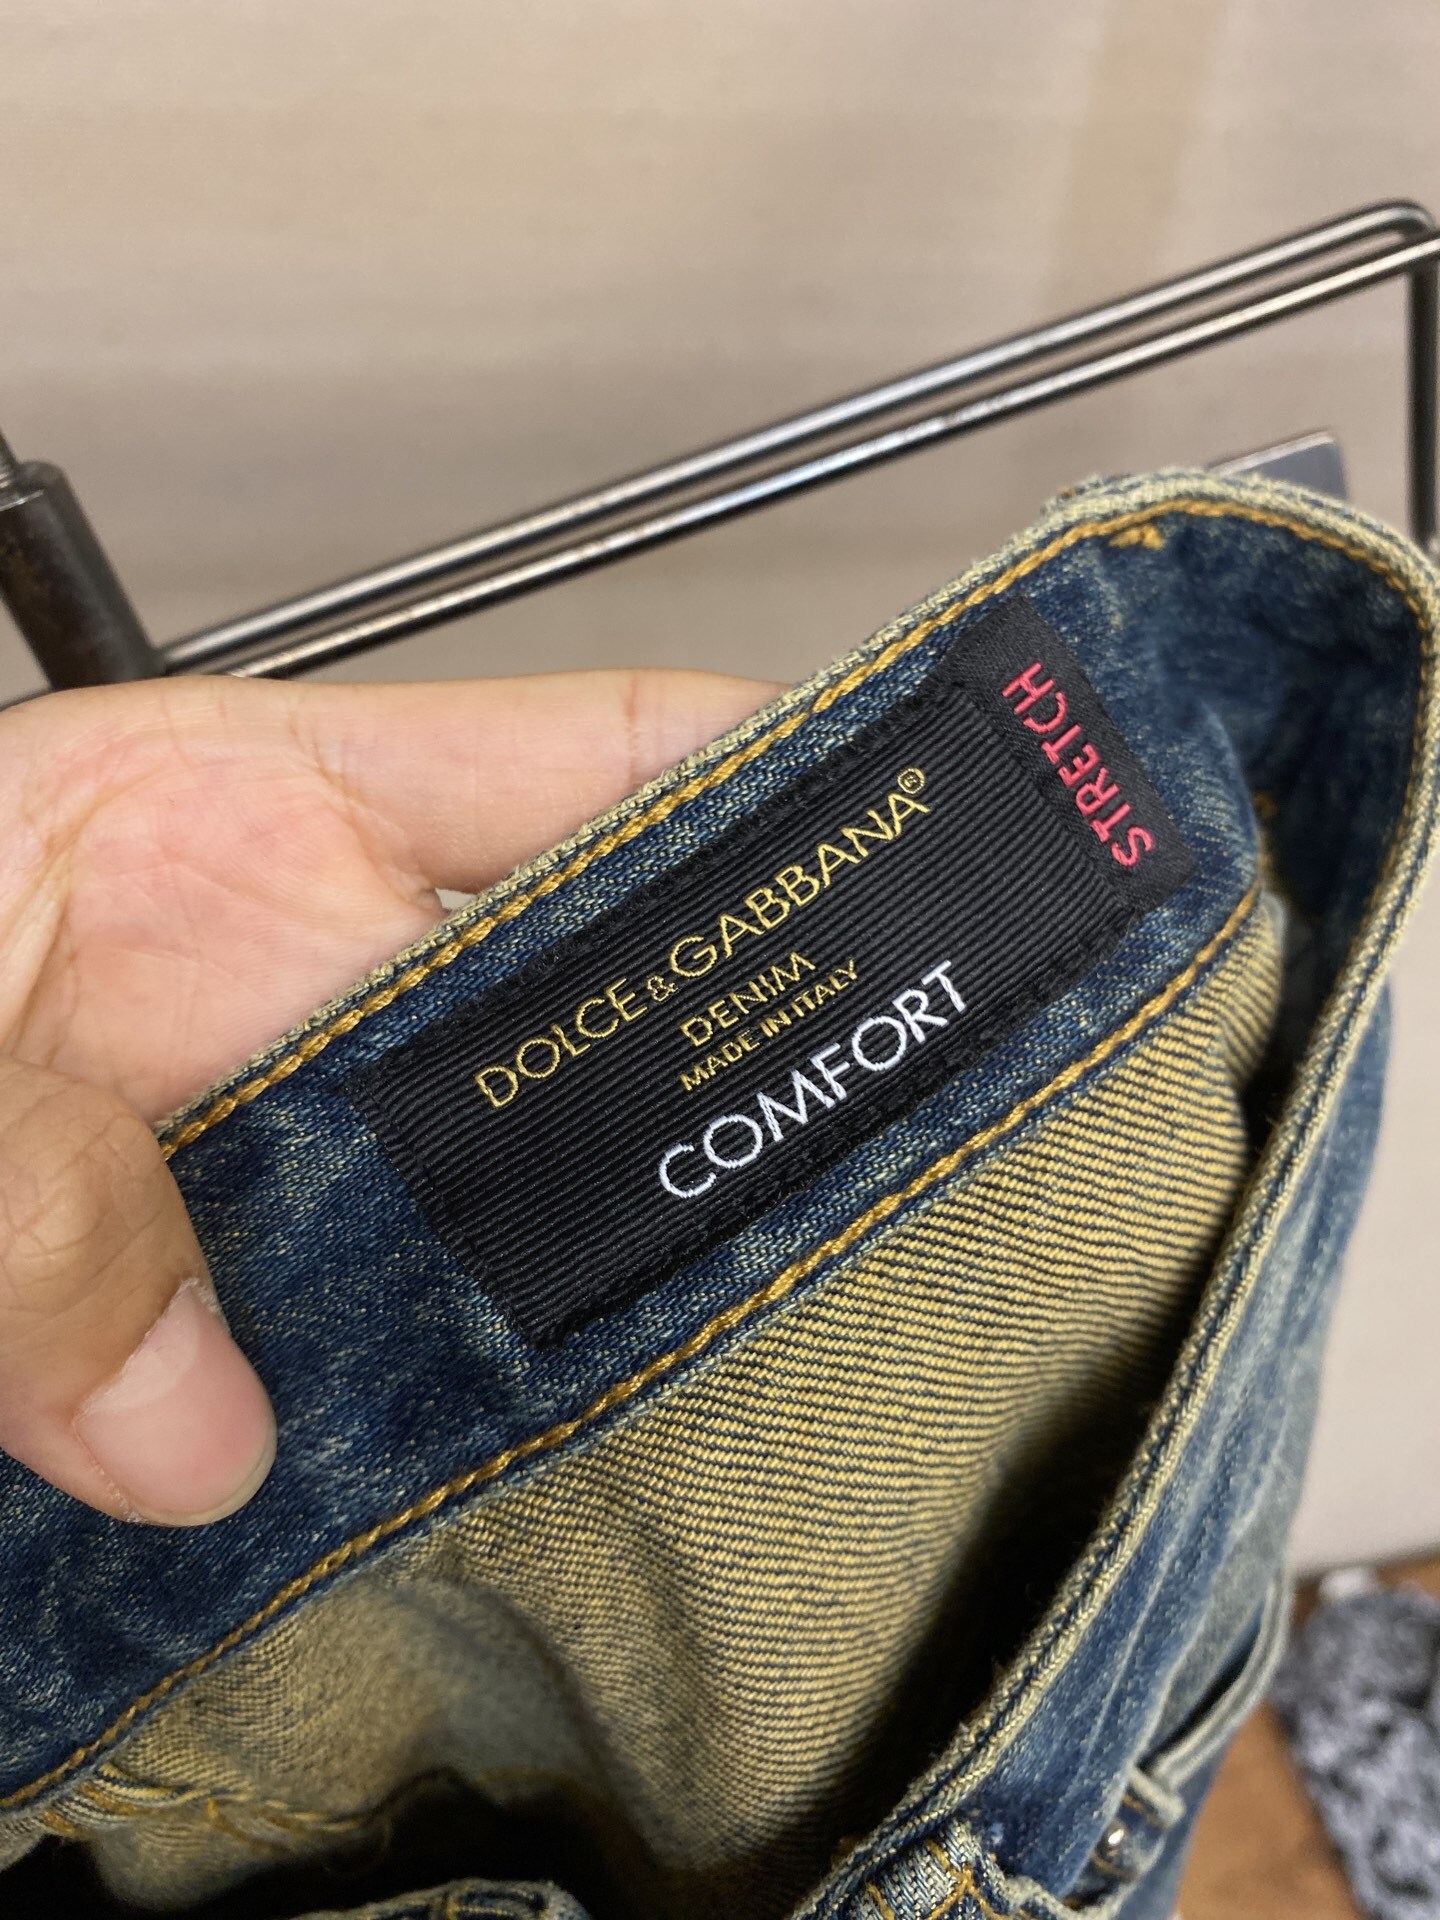 DOLCE & GABBANA®
DENIM
MADE IN ITALY
COMFORT
STRETCH